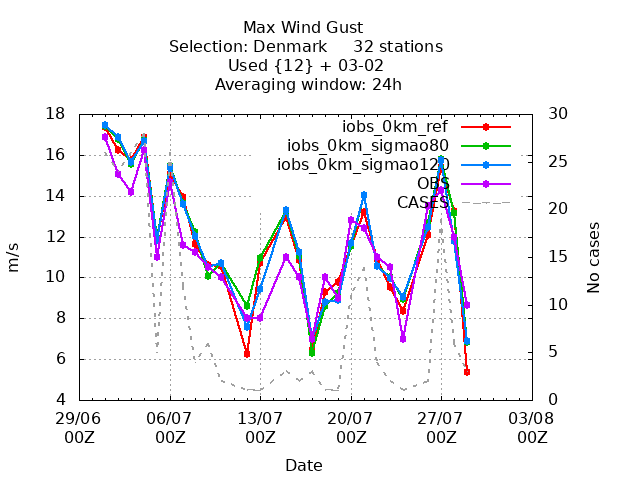 Max Wind Gust
Selection: Denmark 32 stations
Used {12} + 03-02
Averaging window: 24h
18
16
14
12
10
8
6
4
m/s
30
25
20
15
10
5
0
No cases
iobs_0km_ref
iobs_0km_sigmao80
iobs_0km_sigmao120
OBS
CASES
29/06 06/07 13/07 20/07 27/07 03/08
00Z 00Z 00Z 00Z 00Z 00Z
Date